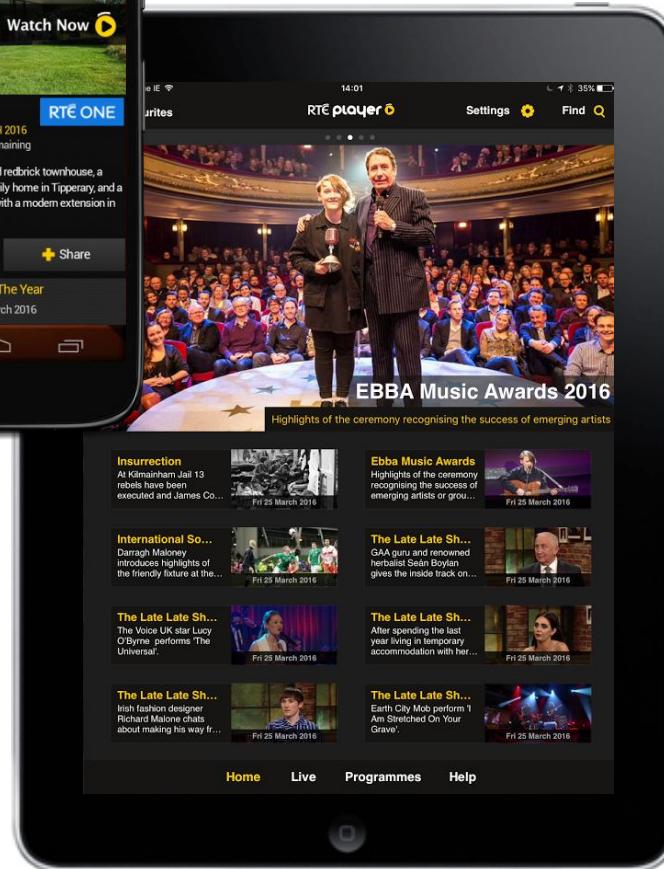 Watch Now
RTÉ ONE
2016
redbrick townhouse, a
home in Tipperary, and a
with a modern extension in
Share
The Year
2016
IE
14:01
35%
RTÉ player
Settings
Find
EBBA Music Awards 2016
Highlights of the ceremony recognising the success of emerging artists
Insurrection
At Kilmainham Jail 13
rebels have been
executed and James Co...
Fri 25 March 2016
Ebba Music Awards
Highlights of the ceremony
recognising the success of
emerging artists or grou...
Fri 25 March 2016
International So...
Darragh Maloney
introduces highlights of
the friendly fixture at the...
Fri 25 March 2016
The Late Late Sh...
GAA guru and renowned
herbalist Seán Boylan
gives the inside track on...
Fri 25 March 2016
The Late Late Sh...
The Voice UK star Lucy
O'Byrne performs 'The
Universal'.
Fri 25 March 2016
The Late Late Sh...
After spending the last
year living in temporary
accommodation with her...
Fri 25 March 2016
The Late Late Sh...
Irish fashion designer
Richard Malone chats
about making his way fr...
Fri 25 March 2016
The Late Late Sh...
Earth City Mob perform 'I
Am Stretched On Your
Grave'.
Fri 25 March 2016
Home Live Programmes Help